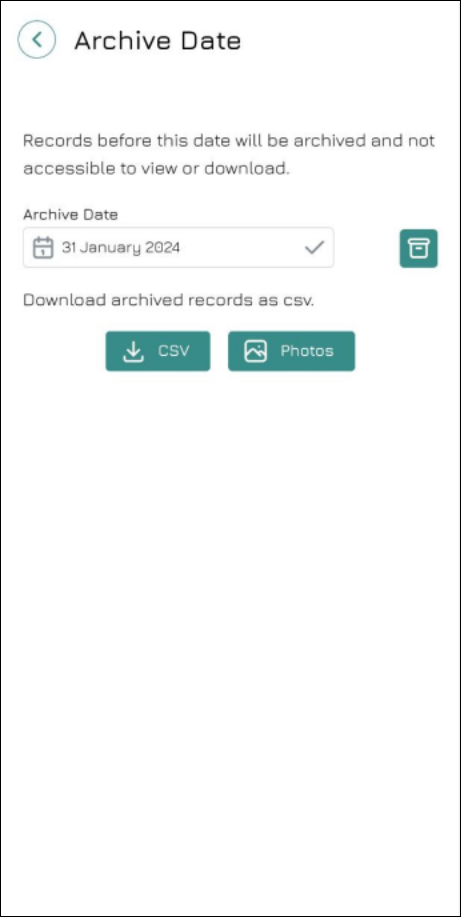 Archive Date
Records before this date will be archived and not
accessible to view or download.
Archive Date
31 January 2024
Download archived records as csv.
CSV
Photos